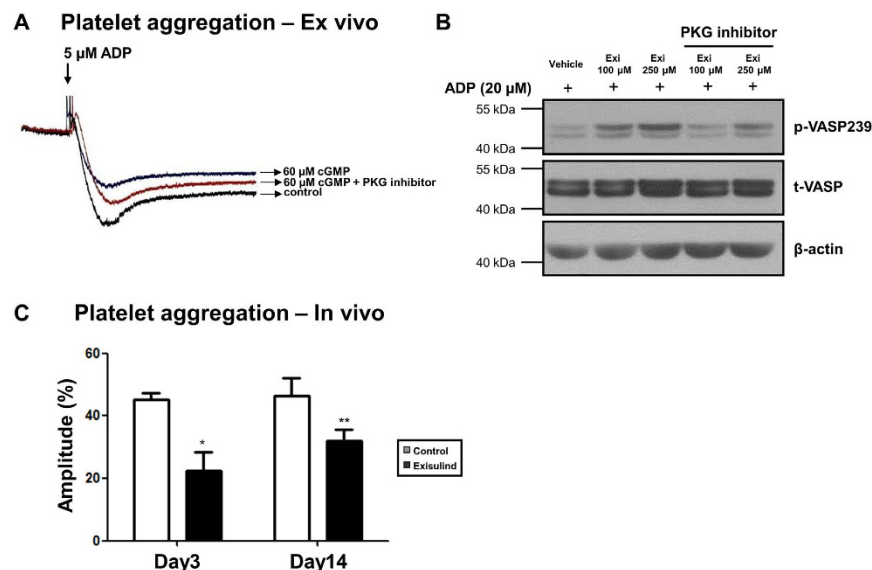 A Platelet aggregation – Ex vivo
5 µM ADP
60 µM cGMP
60 µM cGMP + PKG inhibitor
control
B
PKG inhibitor
Vehicle Exi 100 µM Exi 250 µM Exi 100 µM Exi 250 µM
ADP (20 µM) + + + + +
55 kDa
p-VASP239
40 kDa
55 kDa
t-VASP
40 kDa
β-actin
40 kDa
C Platelet aggregation – In vivo
Amplitude (%)
60
40
20
0
*
**
Control
Exisulind
Day3 Day14